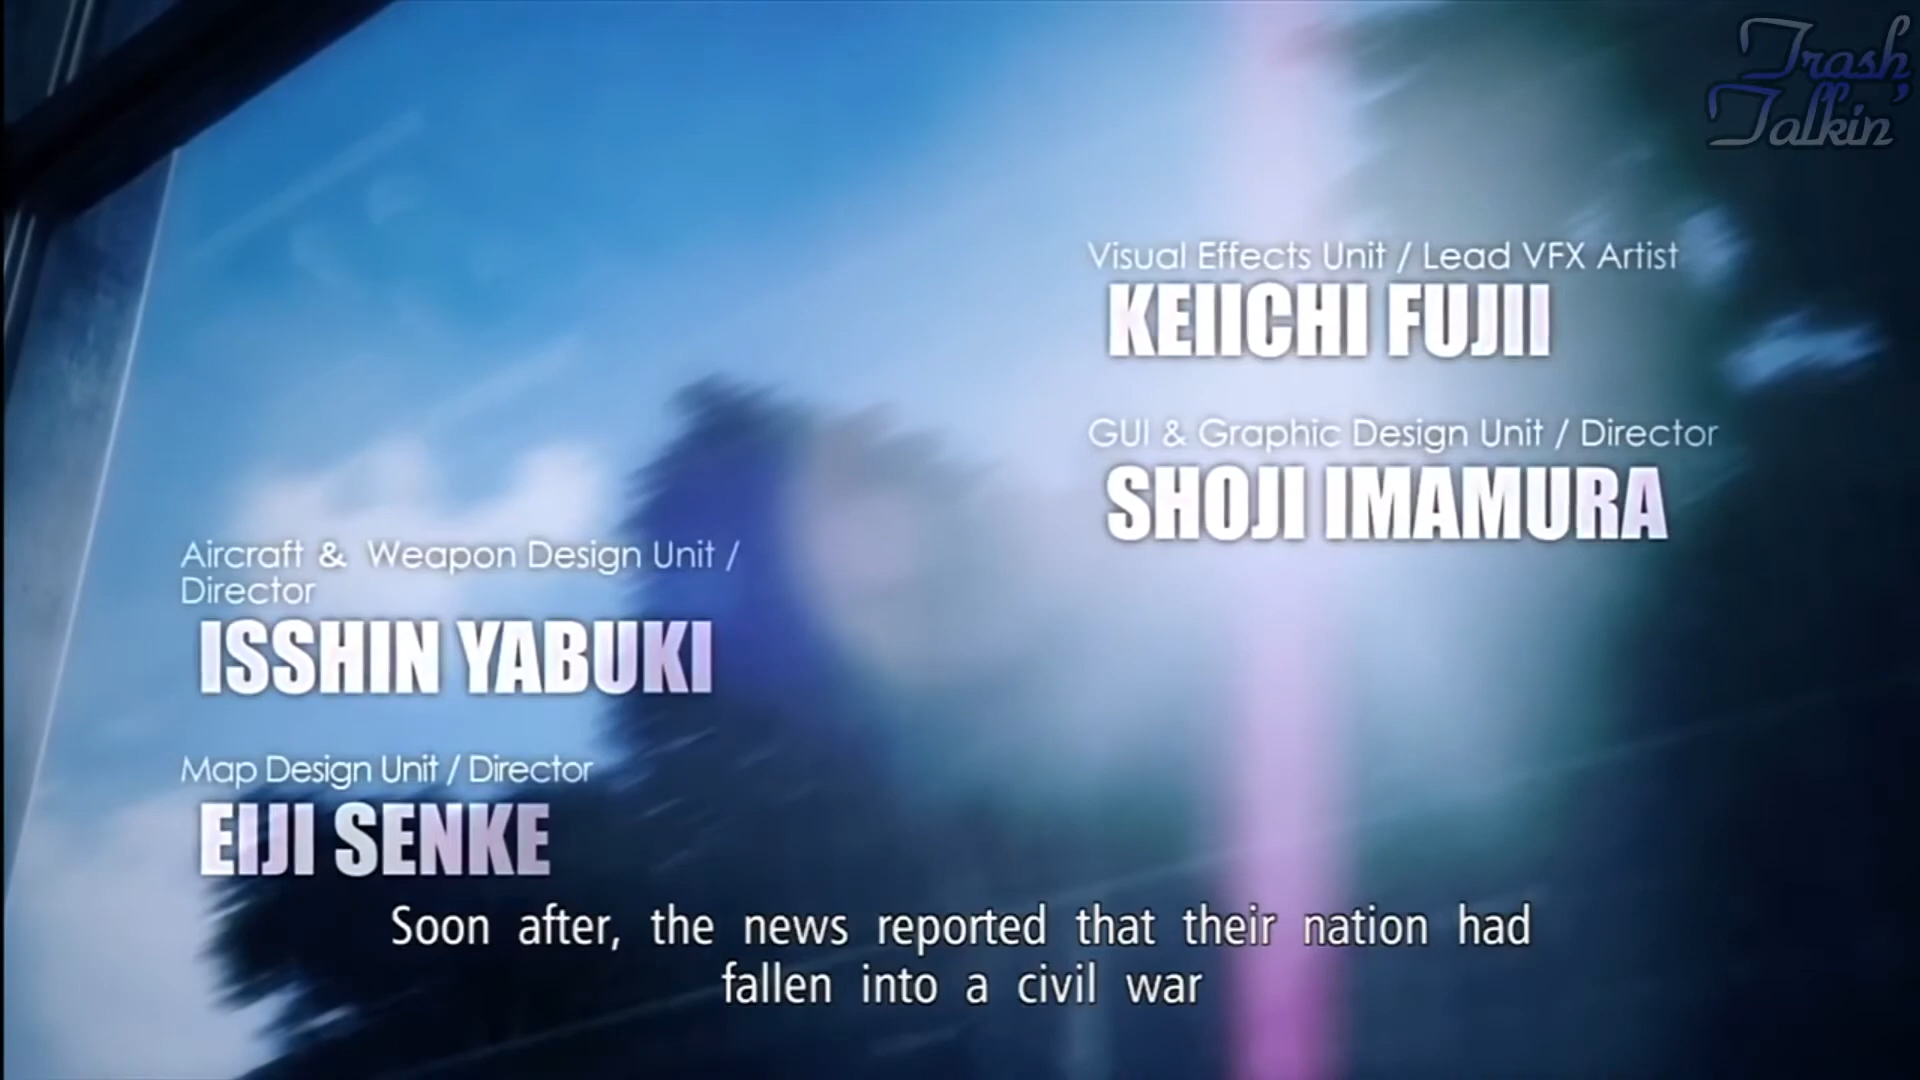 Trash
Talkin'
Visual Effects Unit / Lead VFX Artist
KEIICHI FUJII
GUI & Graphic Design Unit / Director
SHOJI IMAMURA
Aircraft & Weapon Design Unit /
Director
ISSHIN YABUKI
Map Design Unit / Director
EIJI SENKE
Soon after, the news reported that their nation had
fallen into a civil war